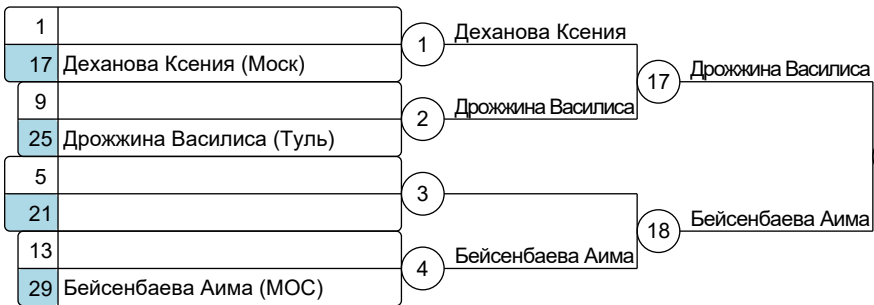 1
17 Деханова Ксения (Моск)
9
25 Дрожжина Василиса (Туль)
5
21
13
29 Бейсенбаева Аима (МОС)
1 Деханова Ксения
2 Дрожжина Василиса
3
4 Бейсенбаева Аима
17 Дрожжина Василиса
18 Бейсенбаева Аима